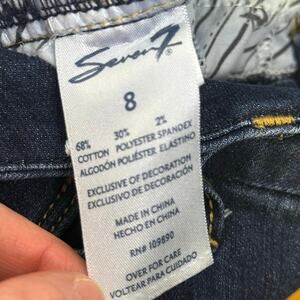 Seven7®
8
68% 30% 2%
COTTON POLYESTER SPANDEX
ALGODÓN POLIÉSTER ELASTINO
EXCLUSIVE OF DECORATION
EXCLUSIVO DE DECORACIÓN
MADE IN CHINA
HECHO EN CHINA
RN# 109890
OVER FOR CARE
VOLTEAR PARA CUIDADO